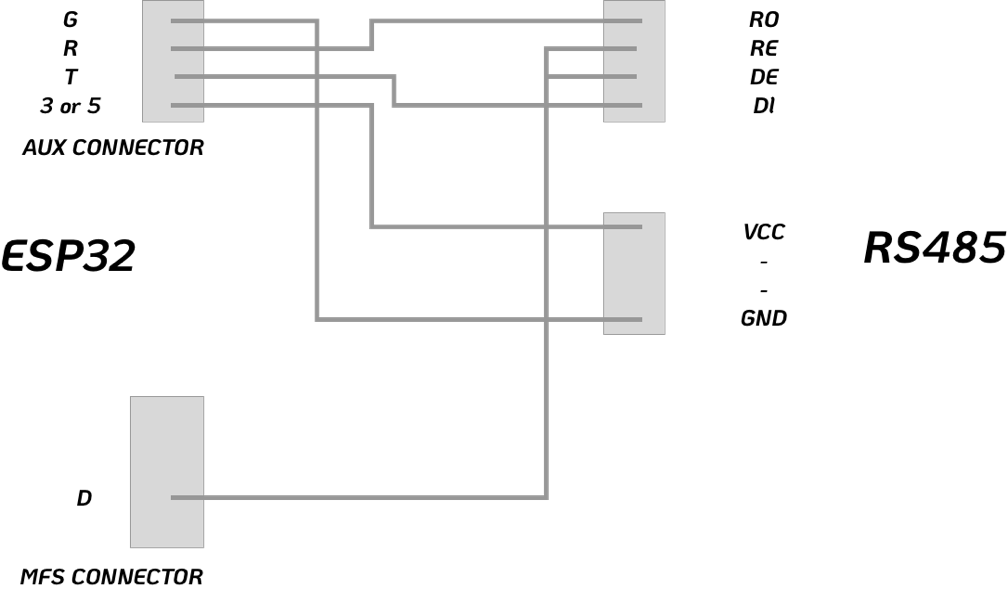 G
R
T
3 or 5
AUX CONNECTOR
ESP32
D
MFS CONNECTOR
RO
RE
DE
DI
VCC
-
-
GND
RS485